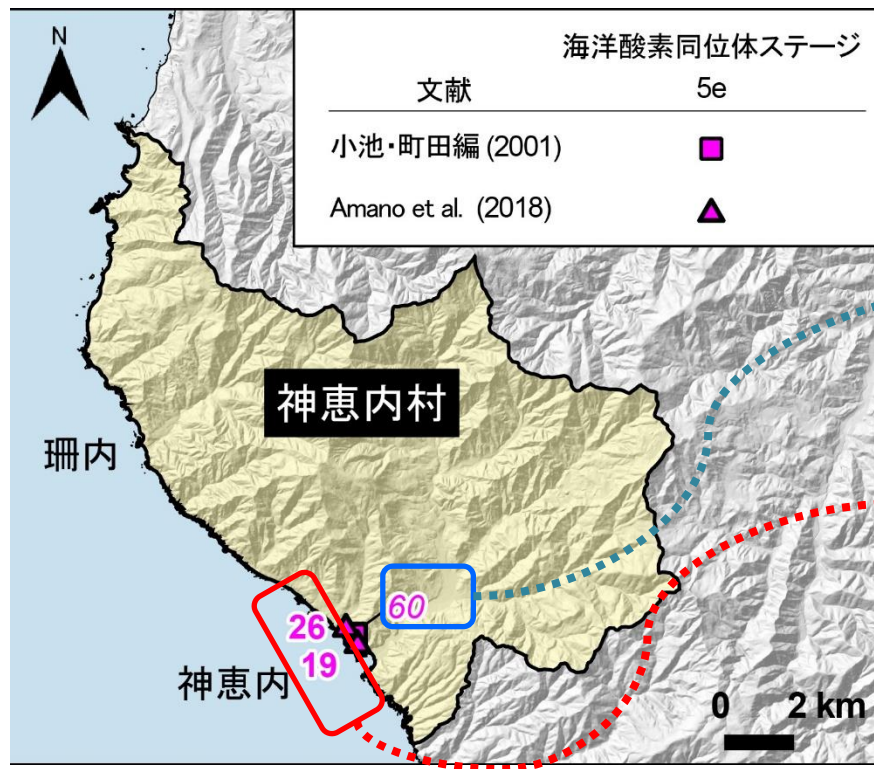 N
海洋酸素同位体ステージ
文献 5e
小池・町田編 (2001)
Amano et al. (2018)
神恵内村
珊内
60
26
19
神恵内
0 2 km